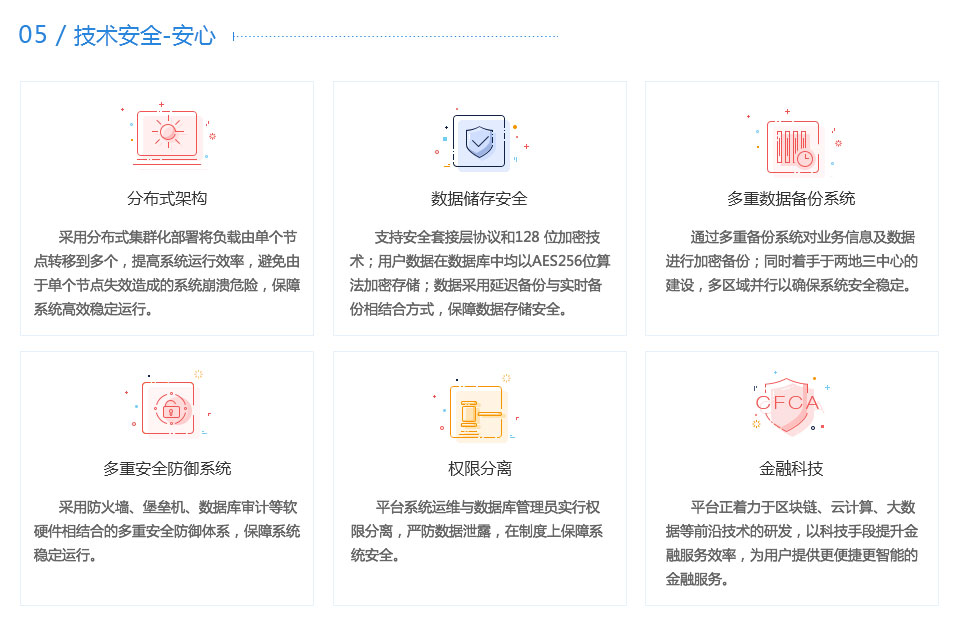 05 / 技术安全-安心
分布式架构
采用分布式集群化部署将负载由单个节
点转移到多个，提高系统运行效率，避免由
于单个节点失效造成的系统崩溃危险，保障
系统高效稳定运行。
数据储存安全
支持安全套接层协议和128 位加密技
术；用户数据在数据库中均以AES256位算
法加密存储；数据采用延迟备份与实时备
份相结合方式，保障数据存储安全。
多重数据备份系统
通过多重备份系统对业务信息及数据
进行加密备份；同时着手于两地三中心的
建设，多区域并行以确保系统安全稳定。
多重安全防御系统
采用防火墙、堡垒机、数据库审计等软
硬件相结合的多重安全防御体系，保障系统
稳定运行。
权限分离
平台系统运维与数据库管理员实行权
限分离，严防数据泄露，在制度上保障系
统安全。
CFCA
金融科技
平台正着力于区块链、云计算、大数
据等前沿技术的研发，以科技手段提升金
融服务效率，为用户提供更便捷更智能的
金融服务。